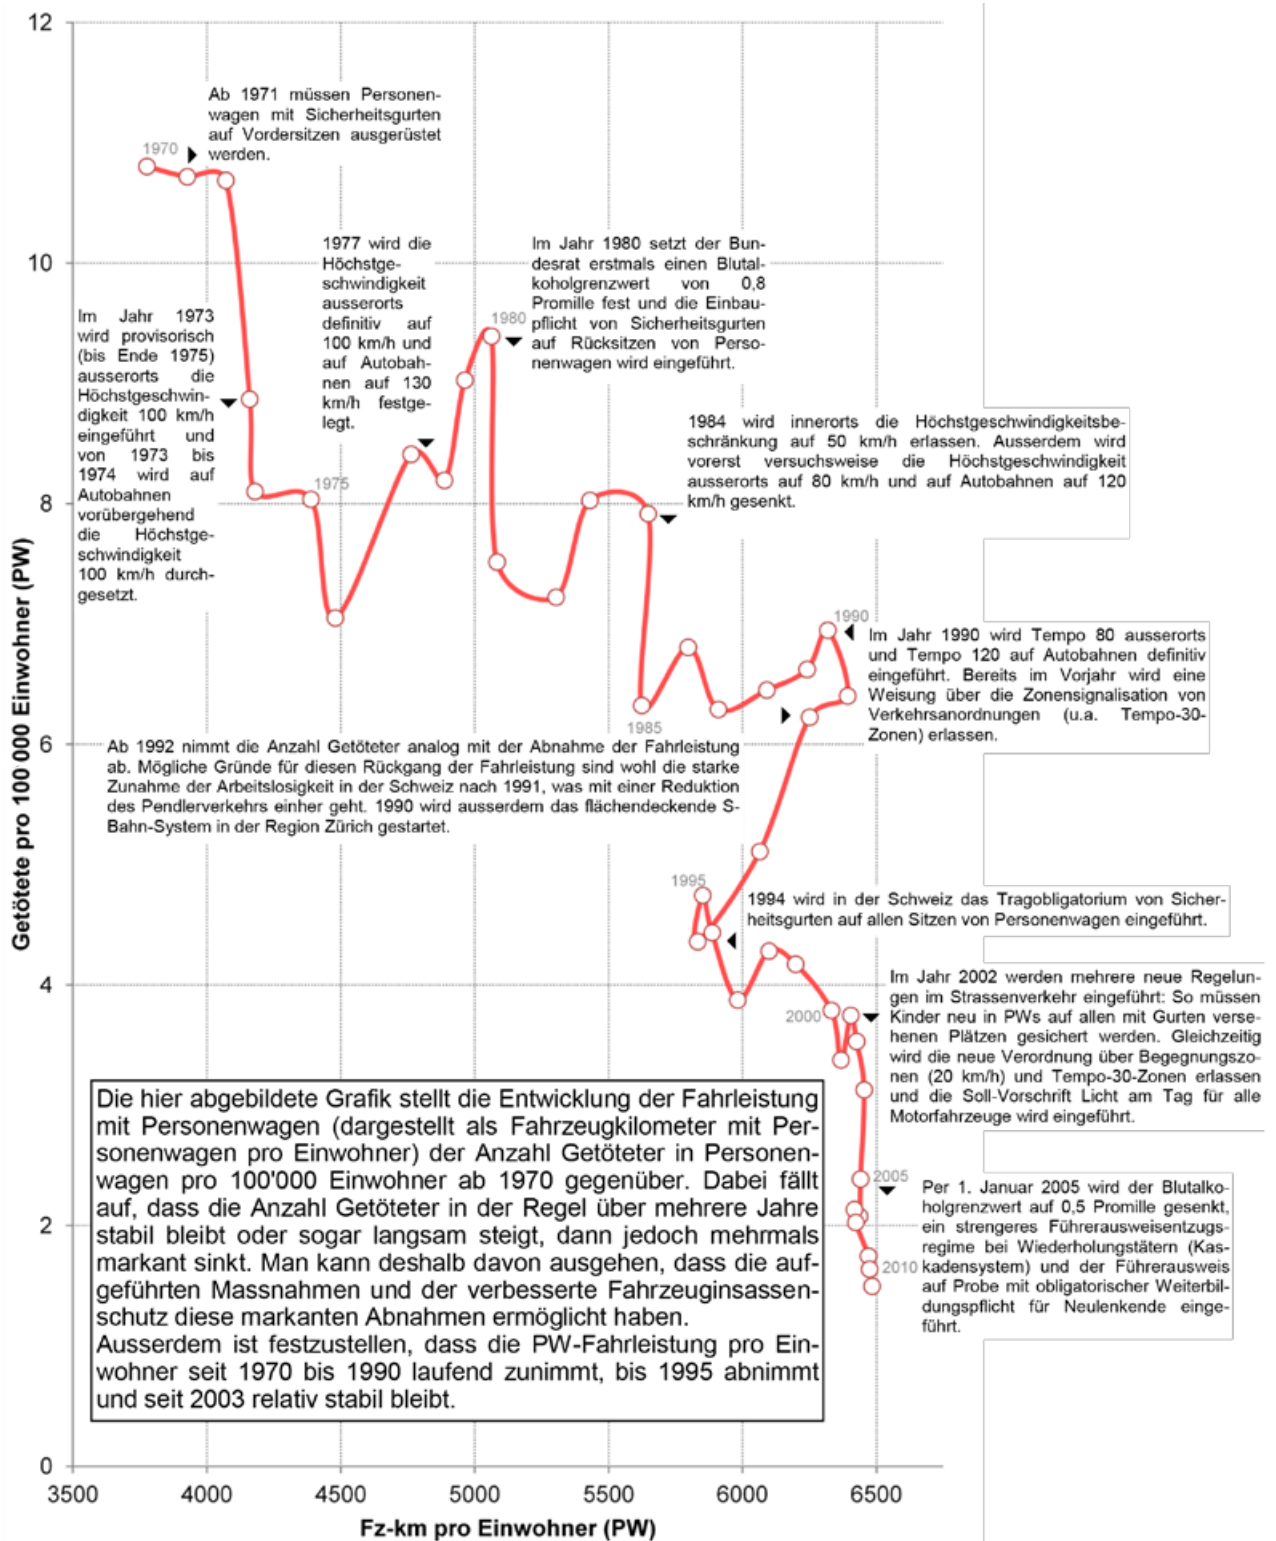 12
Ab 1971 müssen Personen-
wagen mit Sicherheitsgurten
auf Vordersitzen ausgerüstet
werden.
1970
1977 wird die
Höchstge-
schwindigkeit
ausserorts
definitiv auf
100 km/h und
auf Autobah-
nen auf 130
km/h festge-
legt.
Im Jahr 1980 setzt der Bun-
desrat erstmals einen Blutal-
koholgrenzwert von 0,8
Promille fest und die Einbau-
pflicht von Sicherheitsgurten
auf Rücksitzen von Perso-
nenwagen wird eingeführt.
10
1980
Im Jahr 1973
wird provisorisch
(bis Ende 1975)
ausserorts die
Höchstgeschwin-
digkeit 100 km/h
eingeführt und
von 1973 bis
1974 wird auf
Autobahnen
vorübergehend
die Höchstge-
schwindigkeit
100 km/h durch-
gesetzt.
1984 wird innerorts die Höchstgeschwindigkeitsbe-
schränkung auf 50 km/h erlassen. Ausserdem wird
vorerst versuchsweise die Höchstgeschwindigkeit
ausserorts auf 80 km/h und auf Autobahnen auf 120
km/h gesenkt.
1975
8
Getötete pro 100 000 Einwohner (PW)
1990
Im Jahr 1990 wird Tempo 80 ausserorts
und Tempo 120 auf Autobahnen definitiv
eingeführt. Bereits im Vorjahr wird eine
Weisung über die Zonensignalisation von
Verkehrsanordnungen (u.a. Tempo-30-
Zonen) erlassen.
1985
6
Ab 1992 nimmt die Anzahl Getöteter analog mit der Abnahme der Fahrleistung
ab. Mögliche Gründe für diesen Rückgang der Fahrleistung sind wohl die starke
Zunahme der Arbeitslosigkeit in der Schweiz nach 1991, was mit einer Reduktion
des Pendlerverkehrs einher geht. 1990 wird ausserdem das flächendeckende S-
Bahn-System in der Region Zürich gestartet.
1995
1994 wird in der Schweiz das Tragobligatorium von Sicher-
heitsgurten auf allen Sitzen von Personenwagen eingeführt.
4
2000
Im Jahr 2002 werden mehrere neue Regelun-
gen im Strassenverkehr eingeführt: So müssen
Kinder neu in PWs auf allen mit Gurten verse-
henen Plätzen gesichert werden. Gleichzeitig
wird die neue Verordnung über Begegnungszo-
nen (20 km/h) und Tempo-30-Zonen erlassen
und die Soll-Vorschrift Licht am Tag für alle
Motorfahrzeuge wird eingeführt.
Die hier abgebildete Grafik stellt die Entwicklung der Fahrleistung
mit Personenwagen (dargestellt als Fahrzeugkilometer mit Per-
sonenwagen pro Einwohner) der Anzahl Getöteter in Personen-
wagen pro 100'000 Einwohner ab 1970 gegenüber. Dabei fällt
auf, dass die Anzahl Getöteter in der Regel über mehrere Jahre
stabil bleibt oder sogar langsam steigt, dann jedoch mehrmals
markant sinkt. Man kann deshalb davon ausgehen, dass die auf-
geführten Massnahmen und der verbesserte Fahrzeuginsassen-
schutz diese markanten Abnahmen ermöglicht haben.
Ausserdem ist festzustellen, dass die PW-Fahrleistung pro Ein-
wohner seit 1970 bis 1990 laufend zunimmt, bis 1995 abnimmt
und seit 2003 relativ stabil bleibt.
2005
Per 1. Januar 2005 wird der Blutalko-
holgrenzwert auf 0,5 Promille gesenkt,
ein strengeres Führerausweisentzugs-
regime bei Wiederholungstätern (Kas-
kadensystem) und der Führerausweis
auf Probe mit obligatorischer Weiterbil-
dungspflicht für Neulenkende einge-
führt.
2
2010
0
3500 4000 4500 5000 5500 6000 6500
Fz-km pro Einwohner (PW)